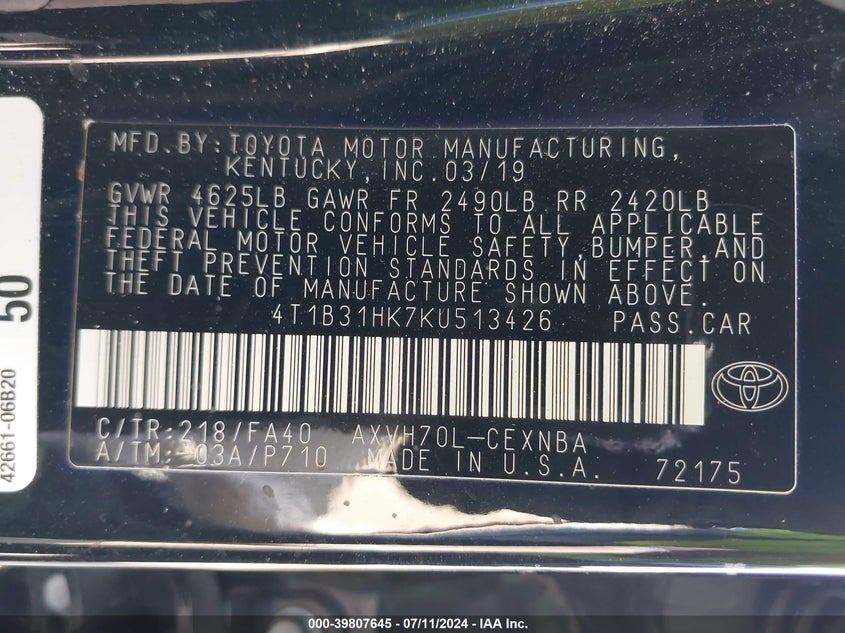 MFD.BY:TOYOTA MOTOR MANUFACTURING,
KENTUCKY,INC.03/19
GVWR 4625LB GAWR FR 2490LB RR 2420LB
THIS VEHICLE CONFORMS TO ALL APPLICABLE
FEDERAL MOTOR VEHICLE SAFETY,BUMPER,AND
THEFT PREVENTION STANDARDS IN EFFECT ON
THE DATE OF MANUFACTURE SHOWN ABOVE.
4T1B31HK7KU513426 PASS.CAR
C/TR:218/FA40 AXVH70L-CEXNBA
A/TM:-03A/P710 MADE IN U.S.A. 72175
50
42661-06B20
000-39807645 / 07/11/2024 - IAA Inc.